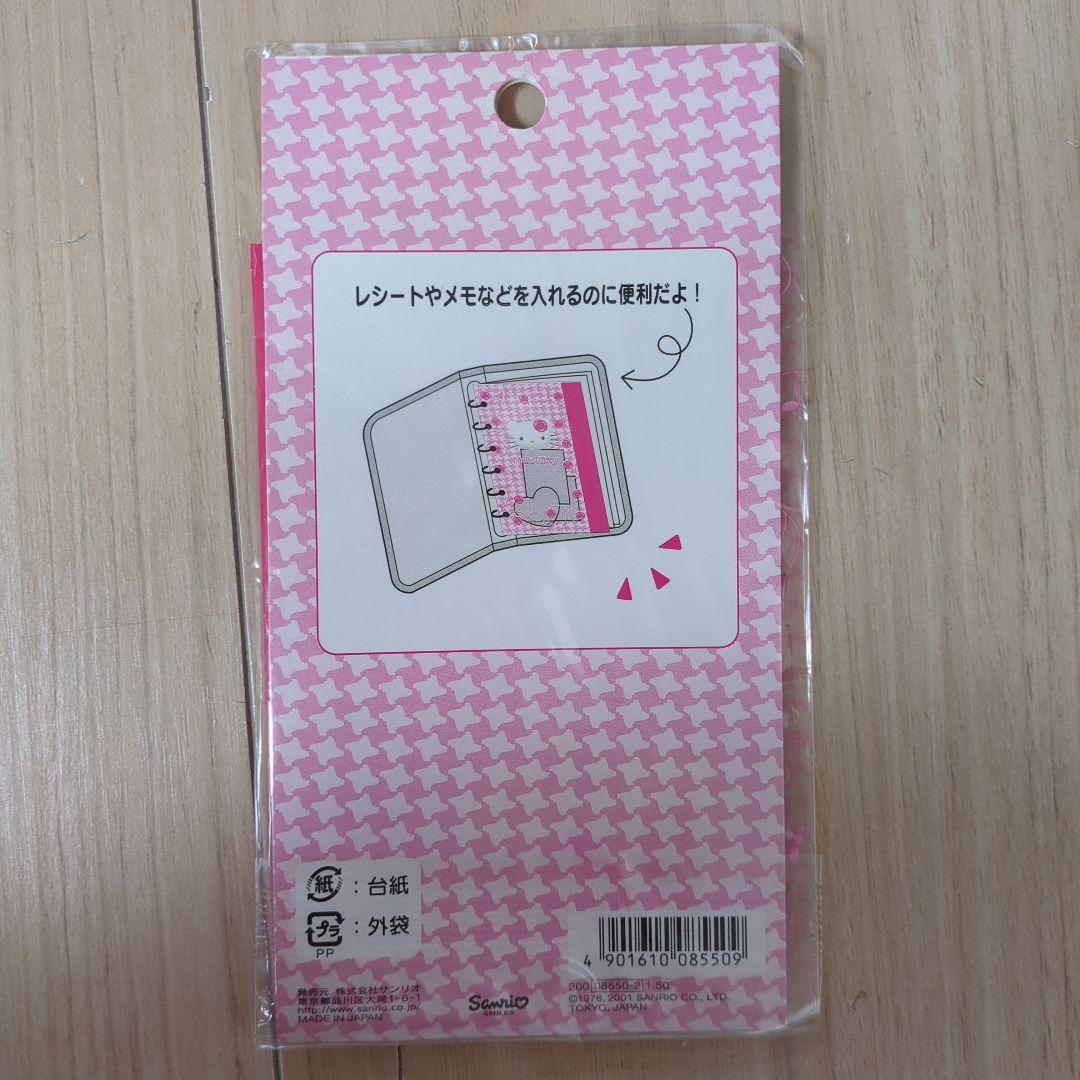 レシートやメモなどを入れるのに便利だよ!
Hello Kitty
紙：台紙
プラ：外袋
PP
4 901610 085509
発売元 株式会社サンリオ
東京都品川区大崎1-6-1
http://www.sanrio.co.jp/
MADE IN JAPAN
Sanrio
SMILES
200 08550-2 1.50
©1976, 2001 SANRIO CO., LTD.
TOKYO, JAPAN